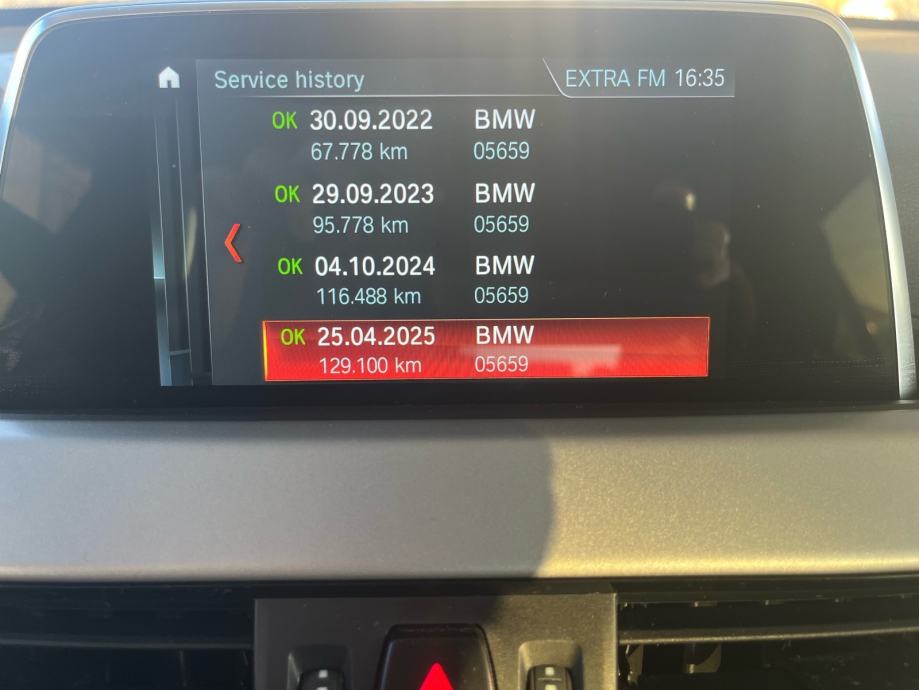 Service history EXTRA FM 16:35
OK 30.09.2022 BMW
67.778 km 05659
OK 29.09.2023 BMW
95.778 km 05659
OK 04.10.2024 BMW
116.488 km 05659
OK 25.04.2025 BMW
129.100 km 05659